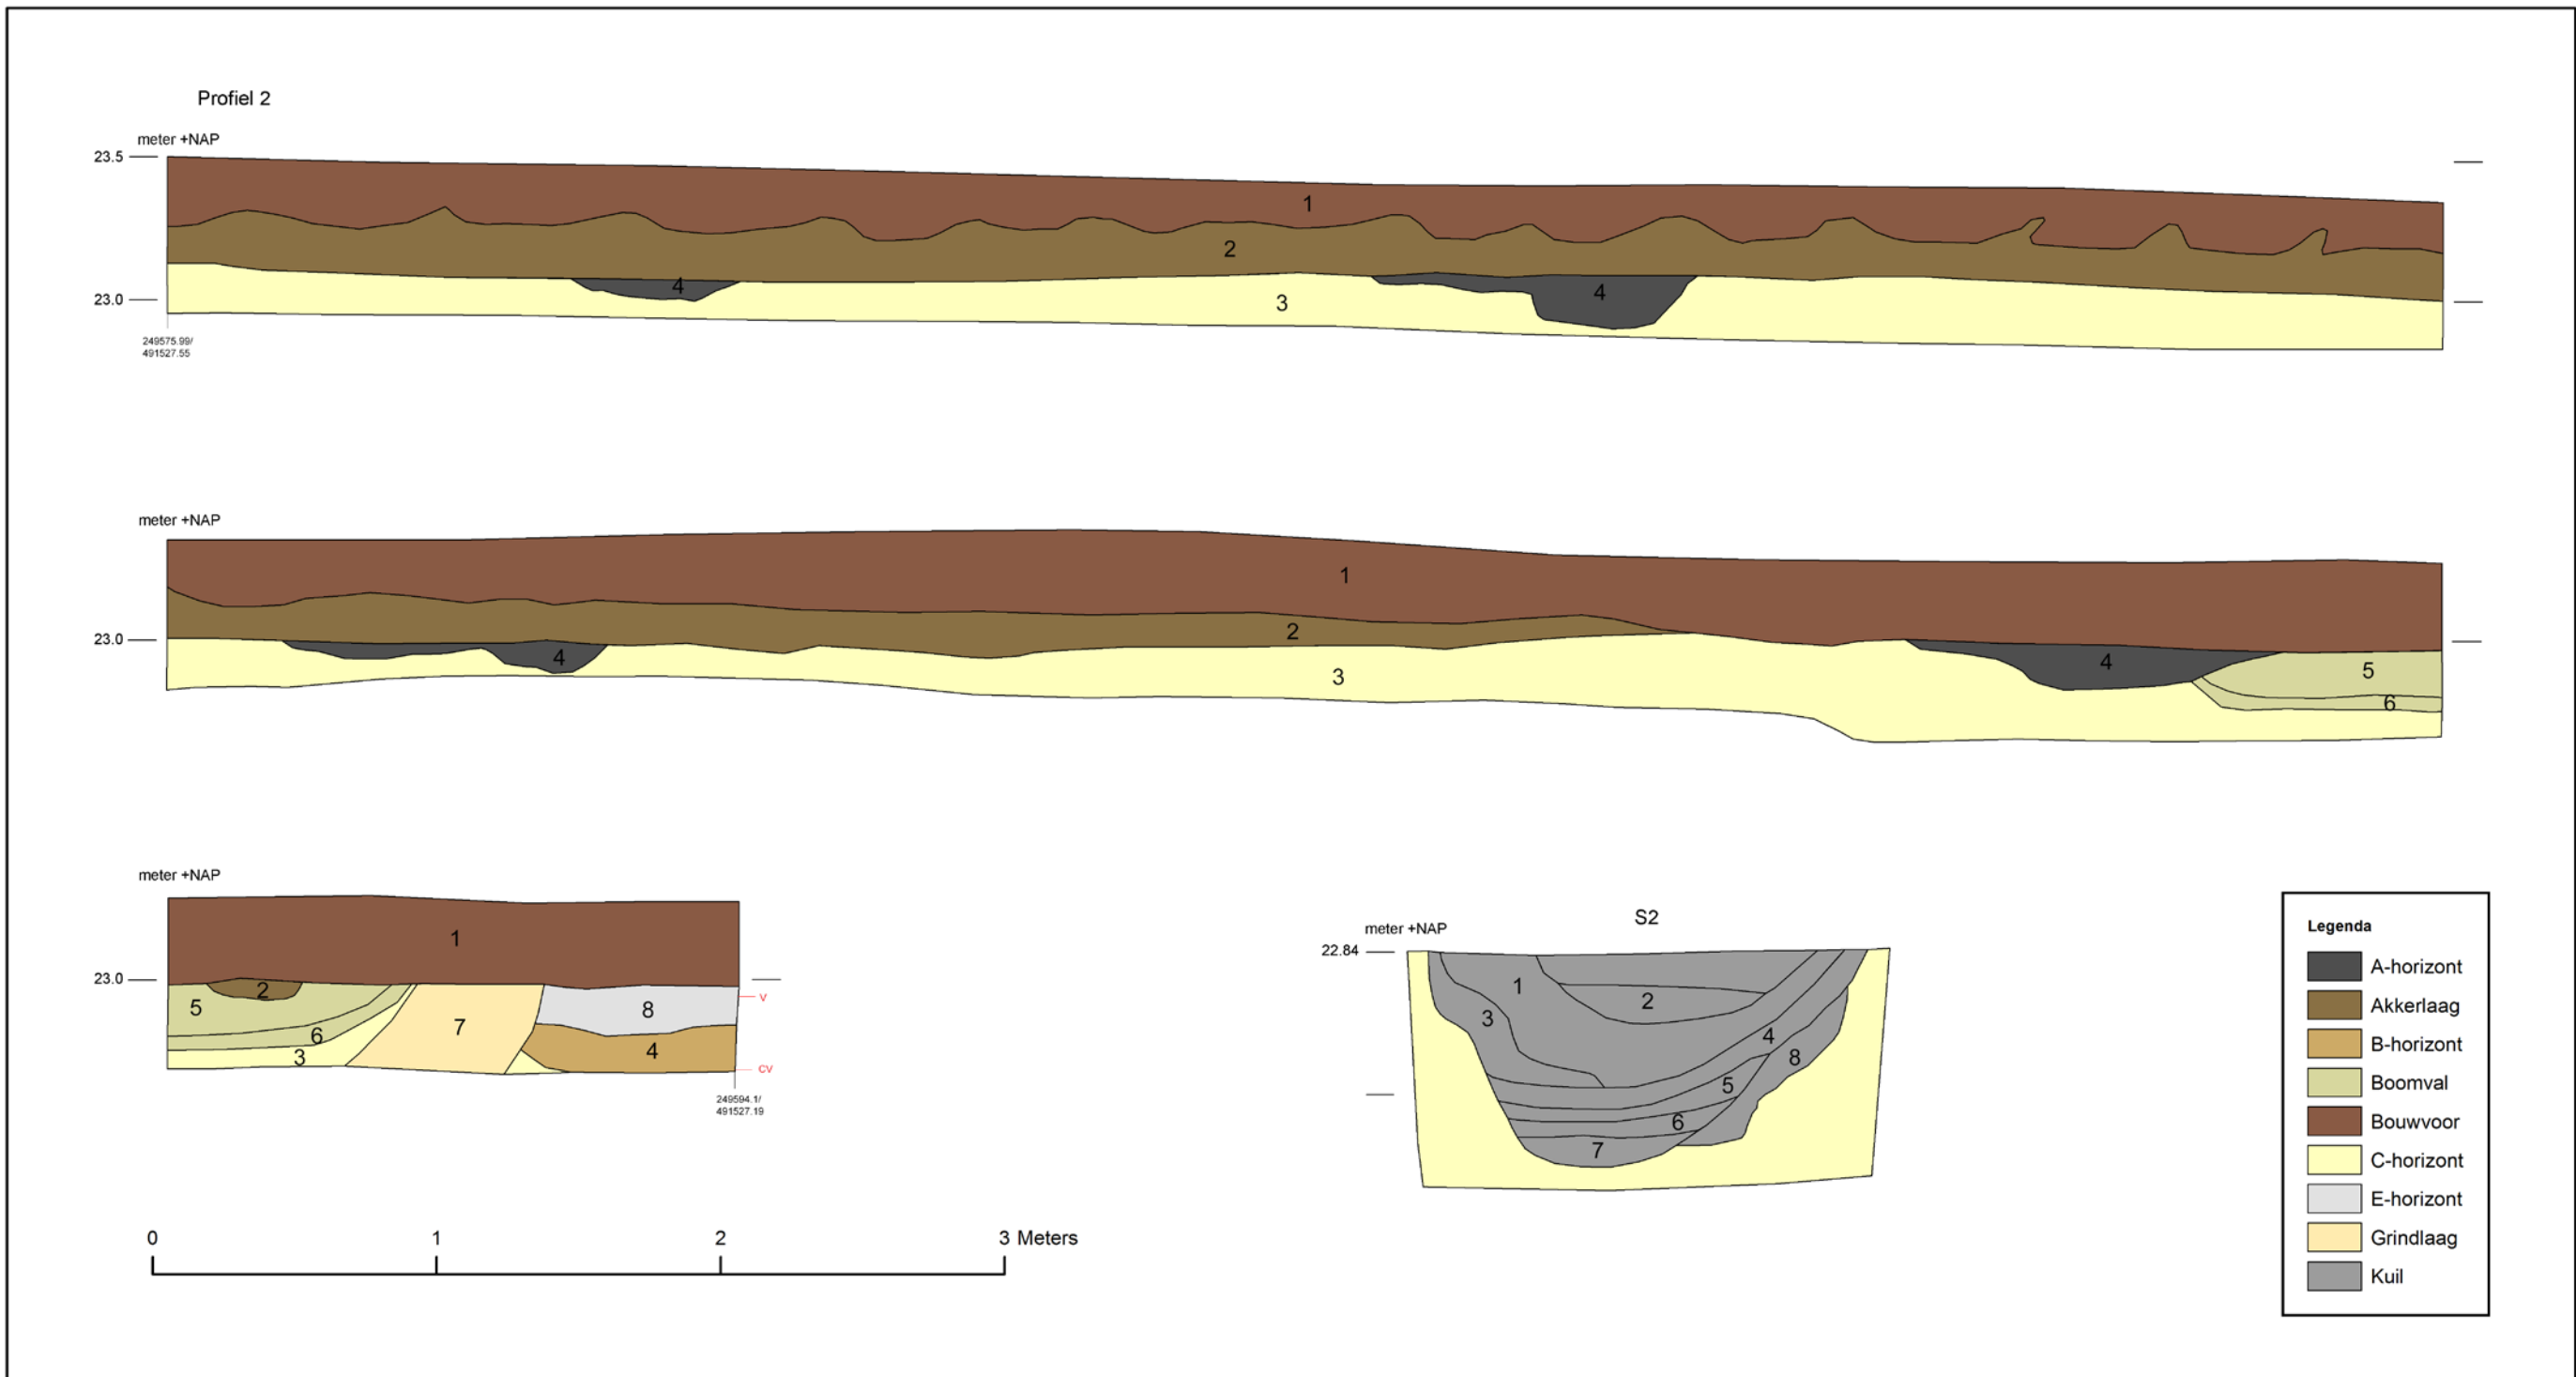 Profiel 2
meter +NAP
23.5
1
2
4
4
23.0
3
249575.99/
491527.55
meter +NAP
1
2
23.0
4
4
5
3
6
meter +NAP
1
23.0
2
5
V
8
7
6
4
3
CV
249594.1/
491527.19
S2
meter +NAP
22.84
1
2
3
4
8
5
6
7
0 1 2 3 Meters
Legenda
A-horizont
Akkerlaag
B-horizont
Boomval
Bouwvoor
C-horizont
E-horizont
Grindlaag
Kuil